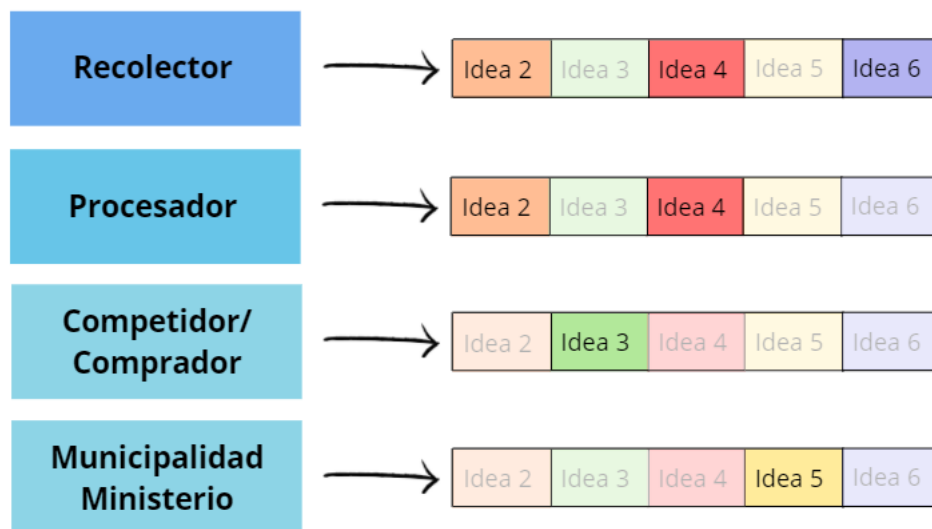 Recolector
Idea 2 Idea 3 Idea 4 Idea 5 Idea 6
Procesador
Idea 2 Idea 3 Idea 4 Idea 5 Idea 6
Competidor/
Comprador
Idea 2 Idea 3 Idea 4 Idea 5 Idea 6
Municipalidad
Ministerio
Idea 2 Idea 3 Idea 4 Idea 5 Idea 6